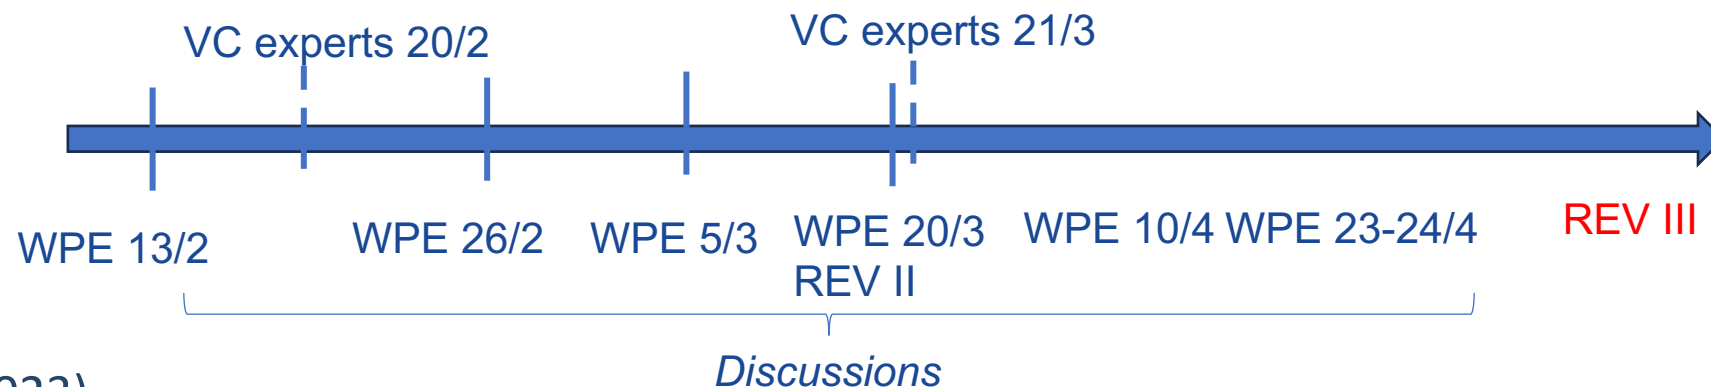 VC experts 20/2
VC experts 21/3
WPE 13/2
WPE 26/2
WPE 5/3
WPE 20/3
REV II
WPE 10/4
WPE 23-24/4
REV III
Discussions